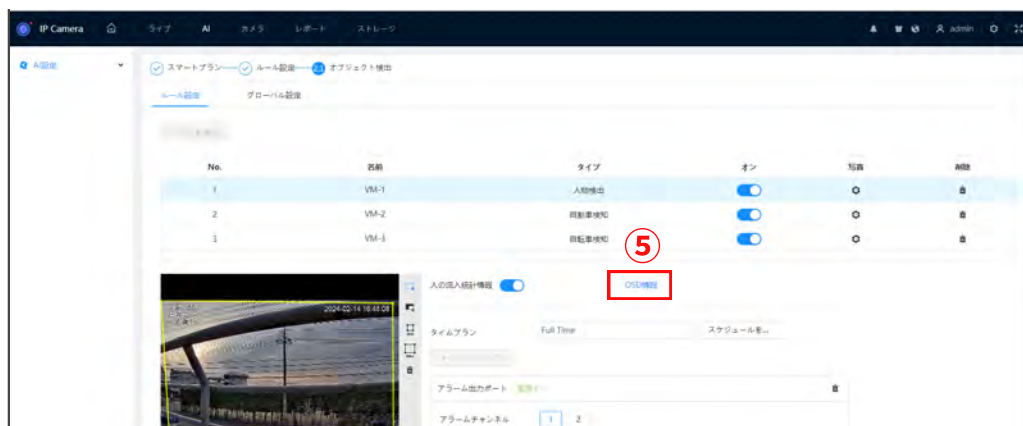 IP Camera ライブ AI カメラ レポート ストレージ admin
AI設定 スマートプラン ルール設定 2.1 オブジェクト検出
ルール設定 グローバル設定
No. 名前 タイプ オン 写真 削除
1 VM-1 人物検出
2 VM-2 自動車検知
3 VM-3 自転車検知
⑤
人の流入統計情報 OSD情報
2024-02-14 16:48:08
タイムプラン Full Time スケジュールを...
アラーム出力ポート
アラームチャンネル 1 2